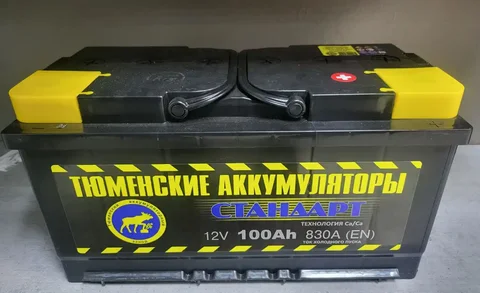 ТЮМЕНСКИЕ АККУМУЛЯТОРЫ
СТАНДАРТ
ТЕХНОЛОГИЯ Ca/Ca
12V 100Ah 830A (EN)
ТОК ХОЛОДНОГО ПУСКА